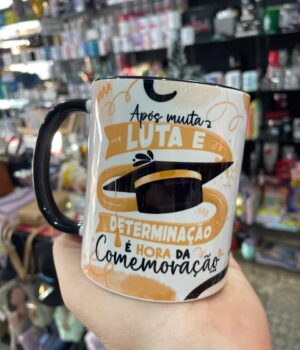 Após muita
LUTA E
DETERMINAÇÃO
É HORA DA
Comemoração